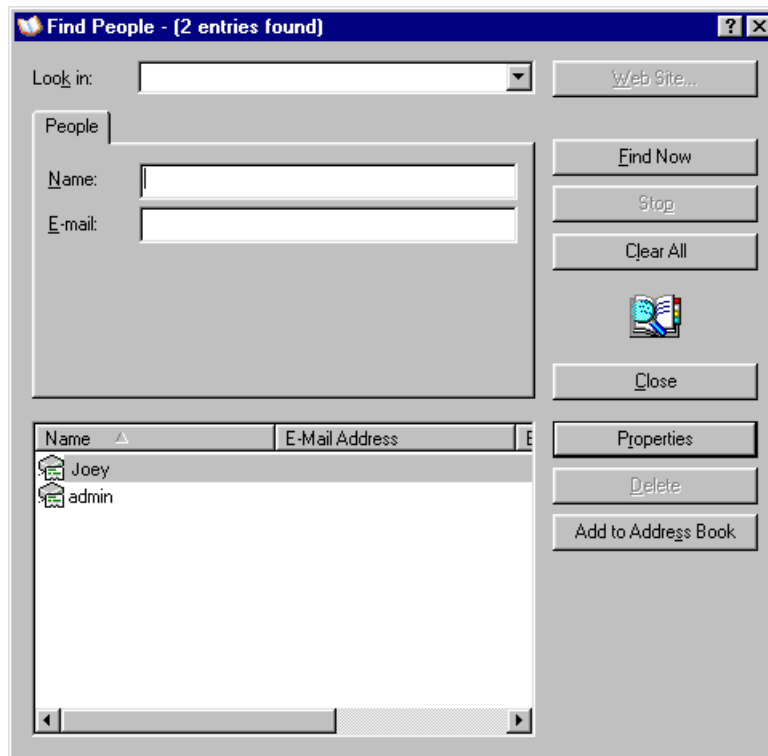 Find People - (2 entries found)
Look in:
Web Site...
People
Name:
E-mail:
Find Now
Stop
Clear All
Close
Name E-Mail Address
Joey
admin
Properties
Delete
Add to Address Book